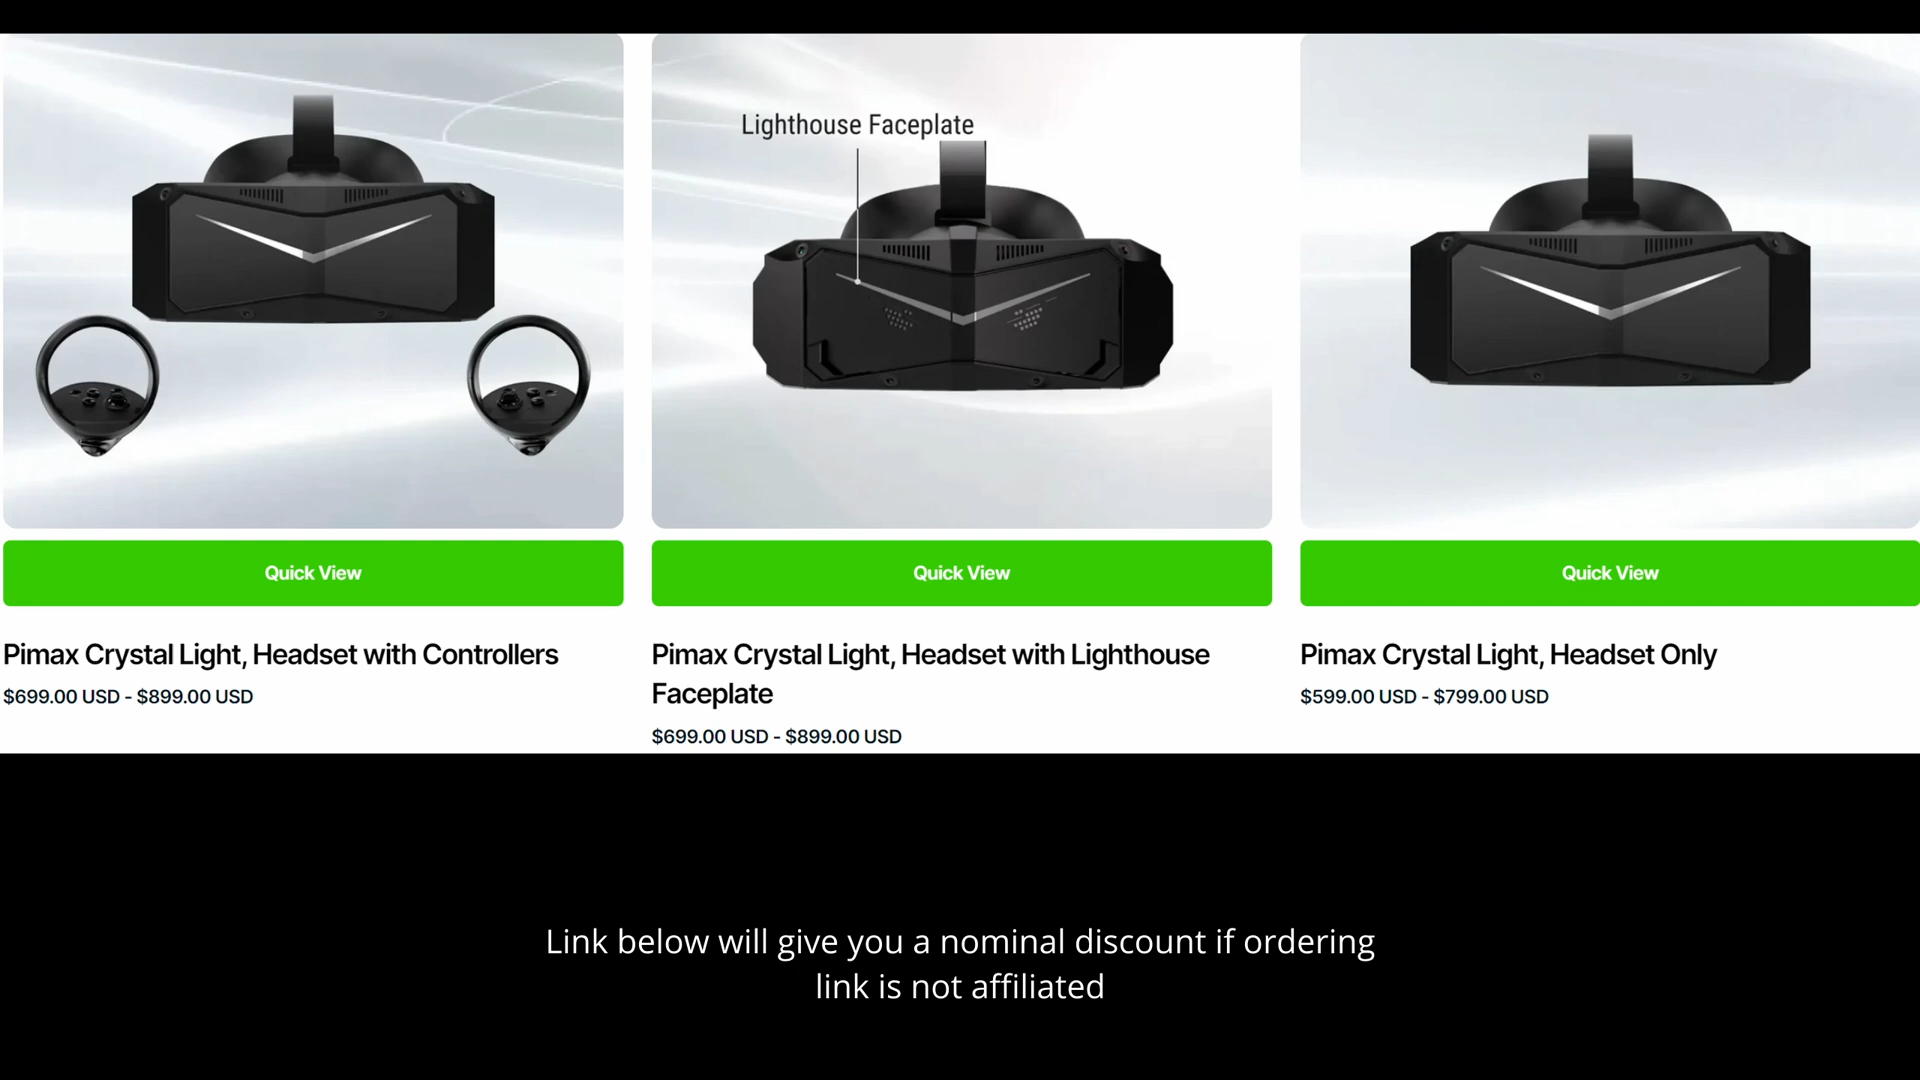 Lighthouse Faceplate
Quick View
Quick View
Quick View
Pimax Crystal Light, Headset with Controllers
$699.00 USD - $899.00 USD
Pimax Crystal Light, Headset with Lighthouse
Faceplate
$699.00 USD - $899.00 USD
Pimax Crystal Light, Headset Only
$599.00 USD - $799.00 USD
Link below will give you a nominal discount if ordering
link is not affiliated